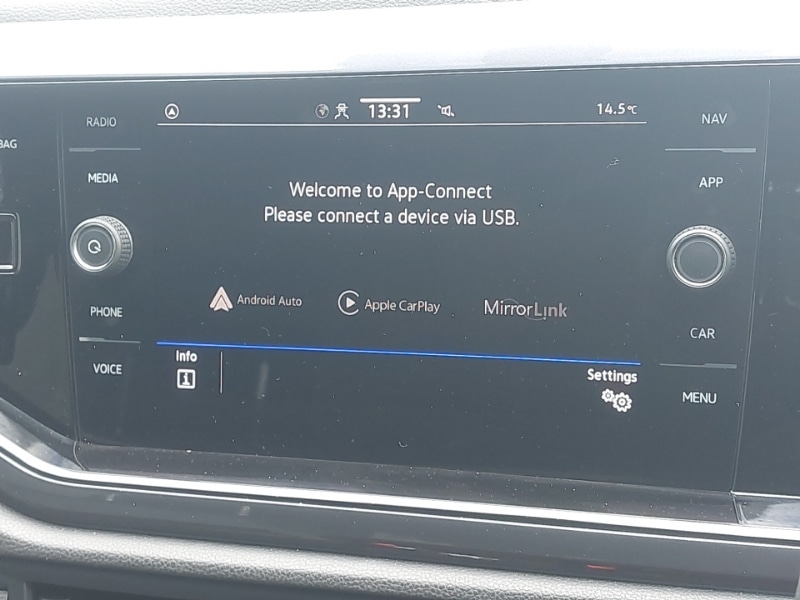 13:31
14.5°C
BAG
RADIO
MEDIA
PHONE
VOICE
Welcome to App-Connect
Please connect a device via USB.
Android Auto
Apple CarPlay
MirrorLink
Info
Settings
NAV
APP
CAR
MENU